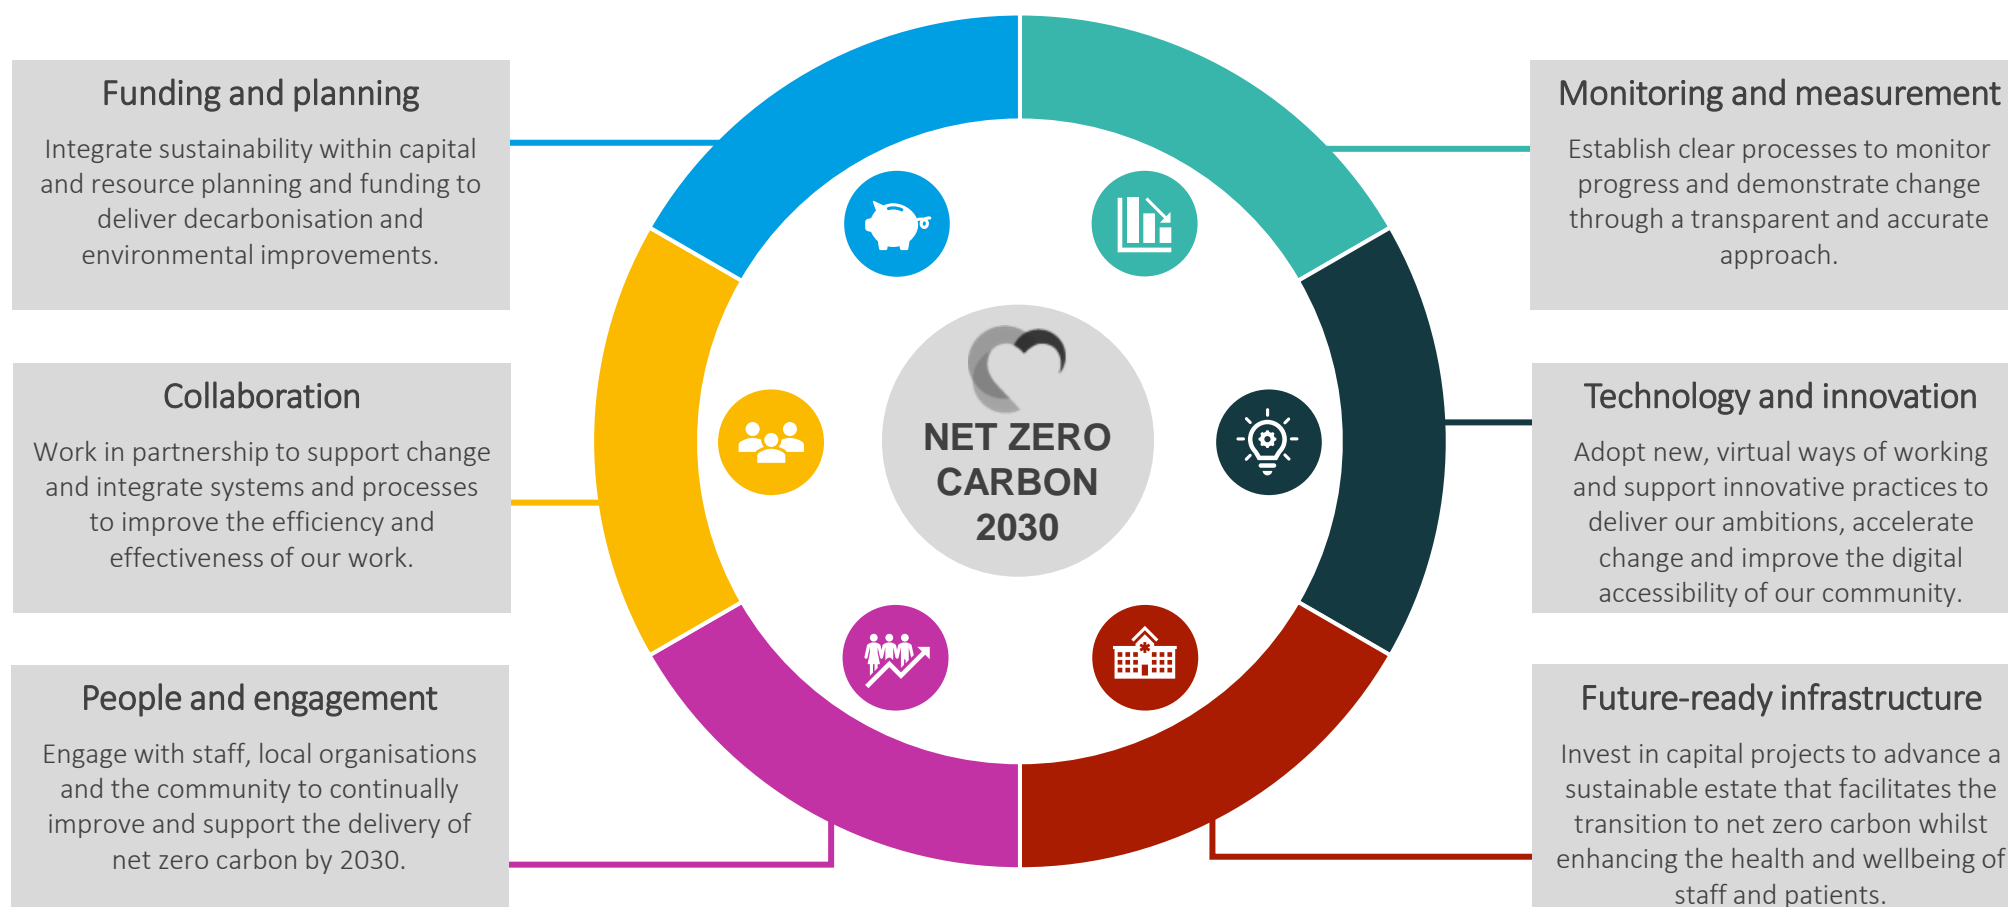 Funding and planning
Integrate sustainability within capital
and resource planning and funding to
deliver decarbonisation and
environmental improvements.
Collaboration
Work in partnership to support change
and integrate systems and processes
to improve the efficiency and
effectiveness of our work.
People and engagement
Engage with staff, local organisations
and the community to continually
improve and support the delivery of
net zero carbon by 2030.
NET ZERO
CARBON
2030
Monitoring and measurement
Establish clear processes to monitor
progress and demonstrate change
through a transparent and accurate
approach.
Technology and innovation
Adopt new, virtual ways of working
and support innovative practices to
deliver our ambitions, accelerate
change and improve the digital
accessibility of our community.
Future-ready infrastructure
Invest in capital projects to advance a
sustainable estate that facilitates the
transition to net zero carbon whilst
enhancing the health and wellbeing of
staff and patients.